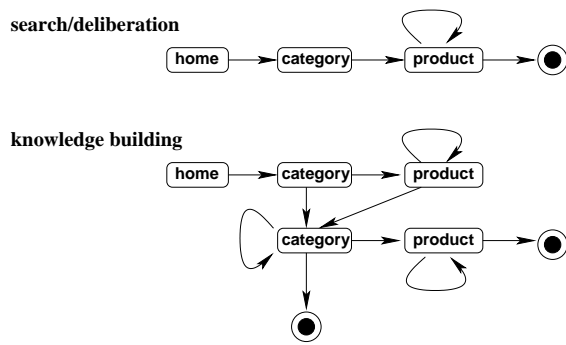 search/deliberation
home category product
knowledge building
home category product
category product